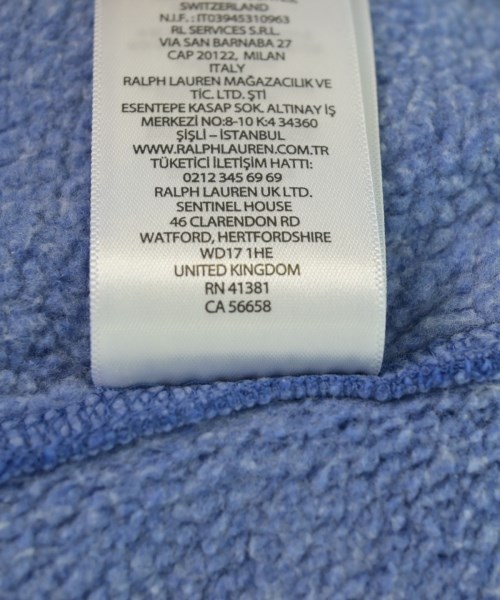 SWITZERLAND
N.I.F. : IT03945310963
RL SERVICES S.R.L.
VIA SAN BARNABA 27
CAP 20122, MILAN
ITALY
RALPH LAUREN MAĞAZACILIK VE
TİC. LTD. ŞTİ
ESENTEPE KASAP SOK. ALTINAY İŞ
MERKEZİ NO:8-10 K:4 34360
ŞİŞLİ – İSTANBUL
WWW.RALPHLAUREN.COM.TR
TÜKETİCİ İLETİŞİM HATTI:
0212 345 69 69
RALPH LAUREN UK LTD.
SENTINEL HOUSE
46 CLARENDON RD
WATFORD, HERTFORDSHIRE
WD17 1HE
UNITED KINGDOM
RN 41381
CA 56658